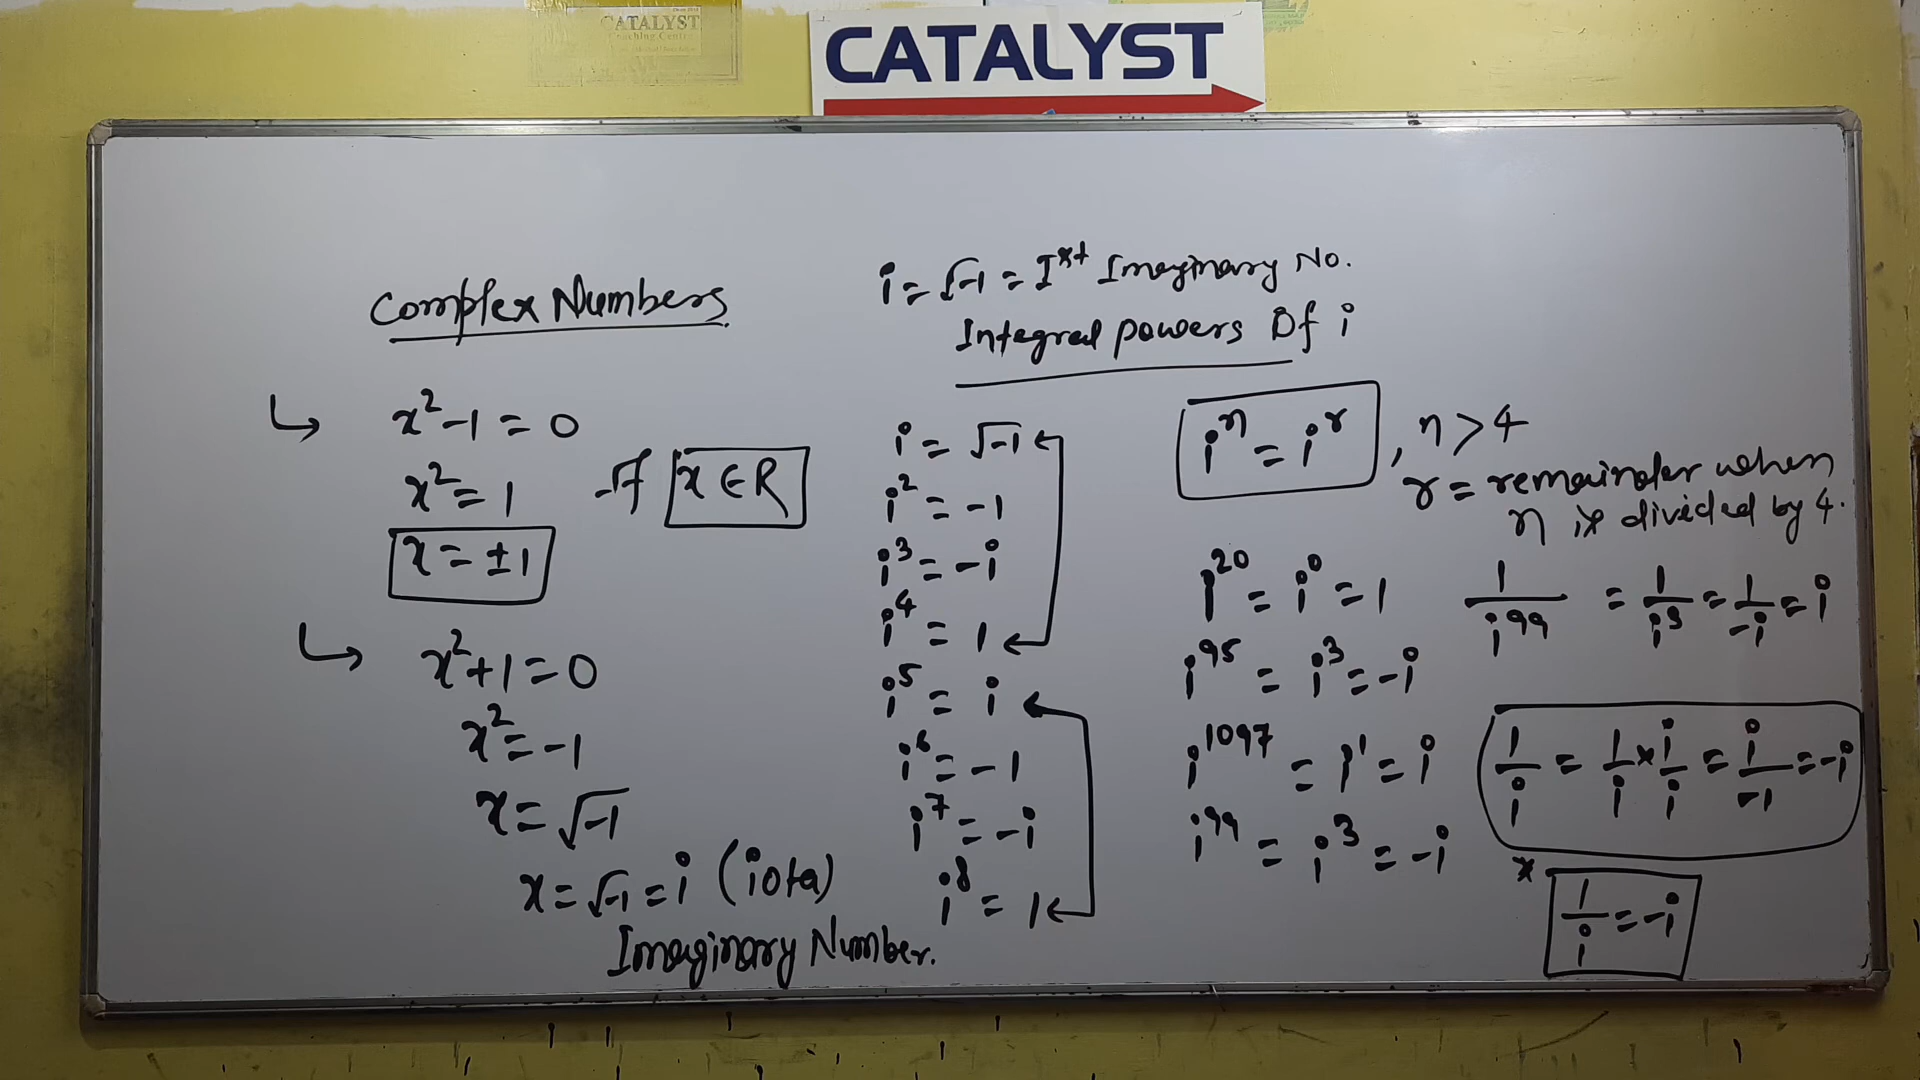 CATALYST
CATALYST
Complex Numbers
x² - 1 = 0
x² = 1
If x ∈ R
x = ±1
x² + 1 = 0
x² = -1
x = √-1
x = √-1 = i (iota)
Imaginary Number.
i = √-1 = Ist Imaginary No.
Integral powers Of i
i = √-1
i² = -1
i³ = -i
i⁴ = 1
i⁵ = i
i⁶ = -1
i⁷ = -i
i⁸ = 1
iⁿ = iʳ, n > 4
r = remainder when
n is divided by 4.
i²⁰ = i⁰ = 1
i⁹⁵ = i³ = -i
i¹⁰⁹⁷ = i¹ = i
i⁹⁹ = i³ = -i
1/i⁹⁹ = 1/i³ = 1/-i = i
1/i = 1/i × i/i = i/-1 = -i
* 1/i = -i